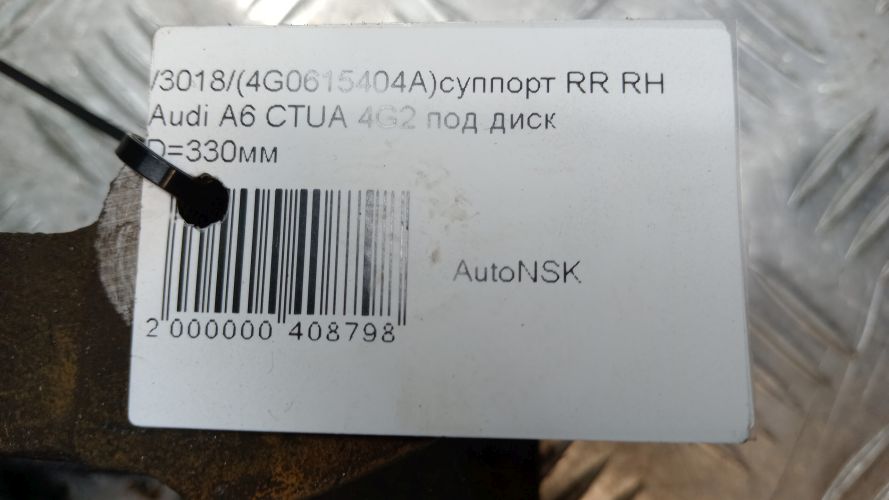 /3018/(4G0615404A)суппорт RR RH
Audi A6 CTUA 4G2 под диск
D=330мм
AutoNSK
2 000000 408798